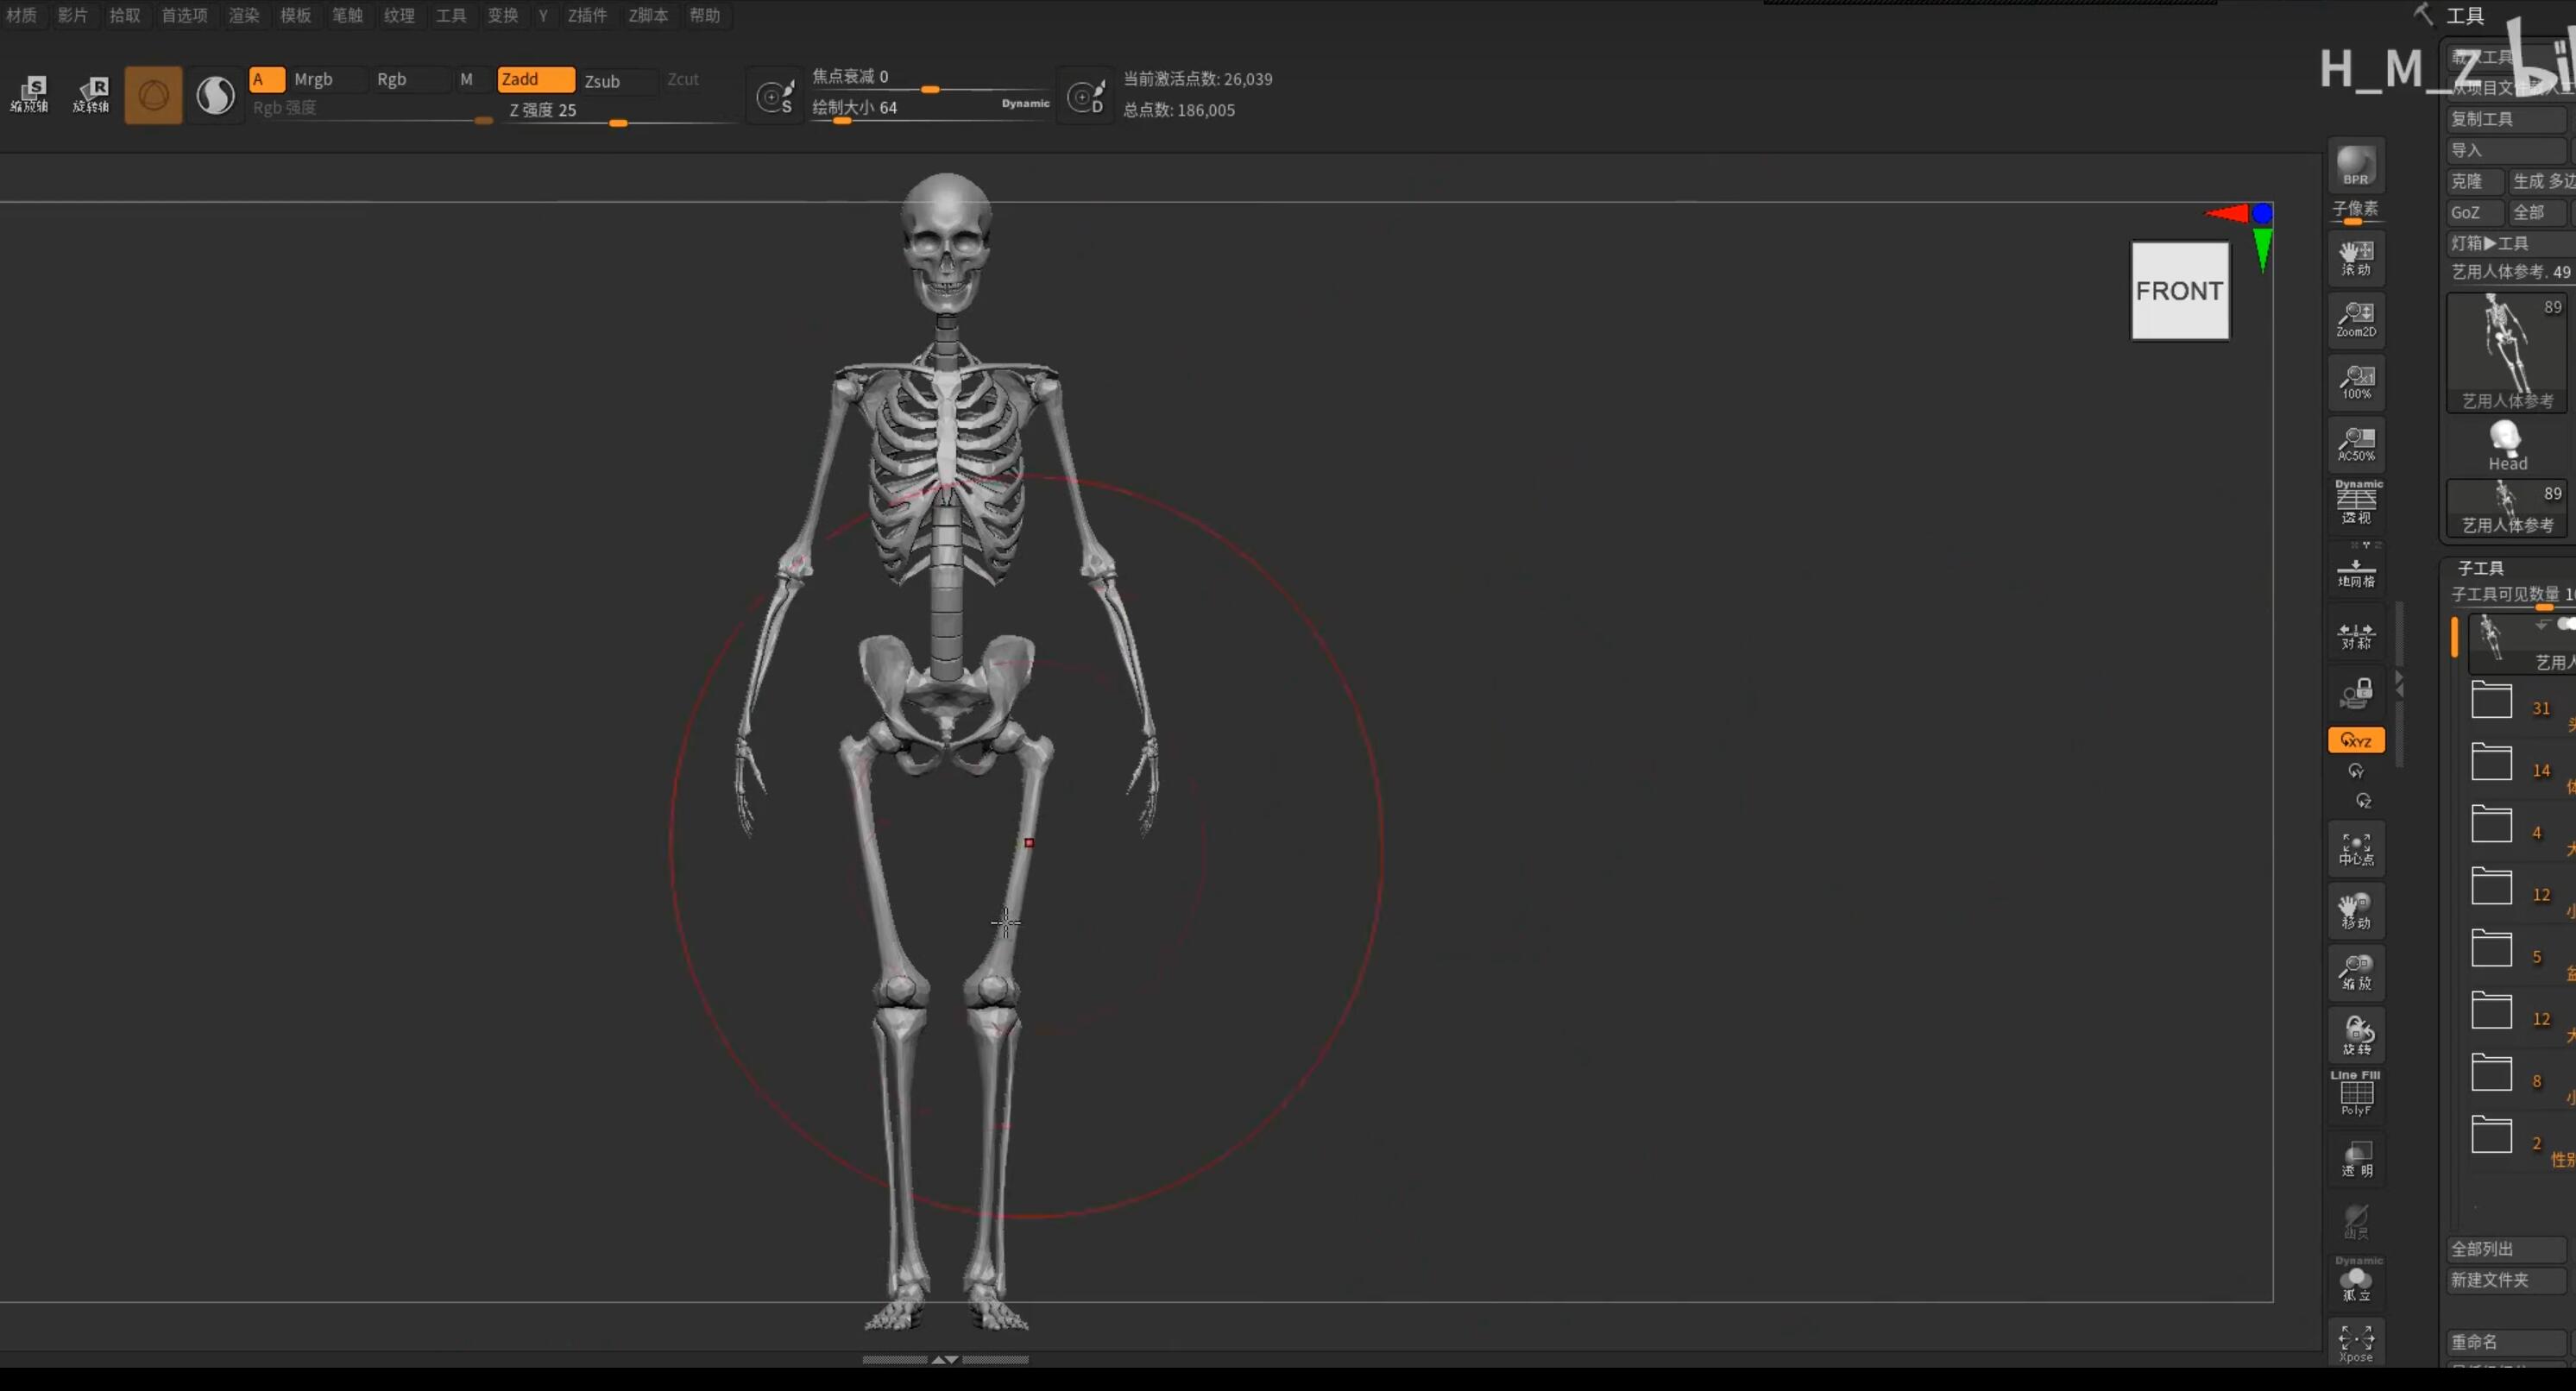 材质 影片 拾取 首选项 渲染 模板 笔触 纹理 工具 变换 Y Z插件 Z脚本 帮助
工具
H_M_Z bili
S 缩放轴
R 旋转轴
A Mrgb Rgb M Zadd Zsub Zcut
Rgb 强度
Z 强度 25
S
焦点衰减 0
绘制大小 64
Dynamic
D
当前激活点数: 26,039
总点数: 186,005
复制工具
导入
克隆 生成 多边
GoZ 全部
灯箱▶工具
艺用人体参考. 49
89
艺用人体参考
Head
89
艺用人体参考
子工具
子工具可见数量 10
艺用人
31
14
4
12
5
12
8
2
性别
全部列出
新建文件夹
重命名
FRONT
BPR
子像素
滚动
Zoom2D
100%
AC50%
Dynamic
透视
地网格
对称
XYZ
Y
Z
中心点
移动
缩放
旋转
Line Fill
PolyF
透明
Dynamic
孤立
Xpose